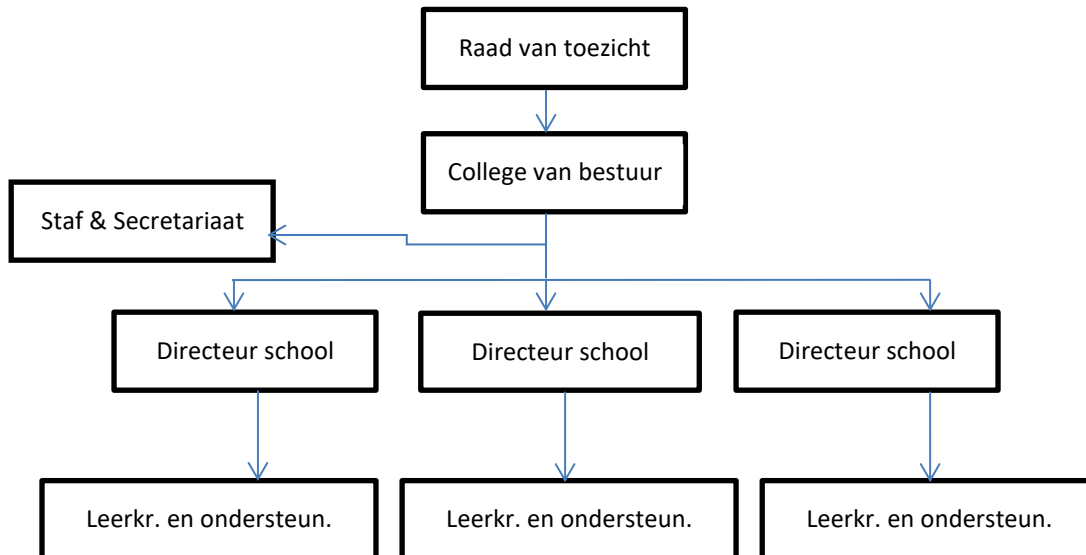 Raad van toezicht
College van bestuur
Staf & Secretariaat
Directeur school
Directeur school
Directeur school
Leerkr. en ondersteun.
Leerkr. en ondersteun.
Leerkr. en ondersteun.